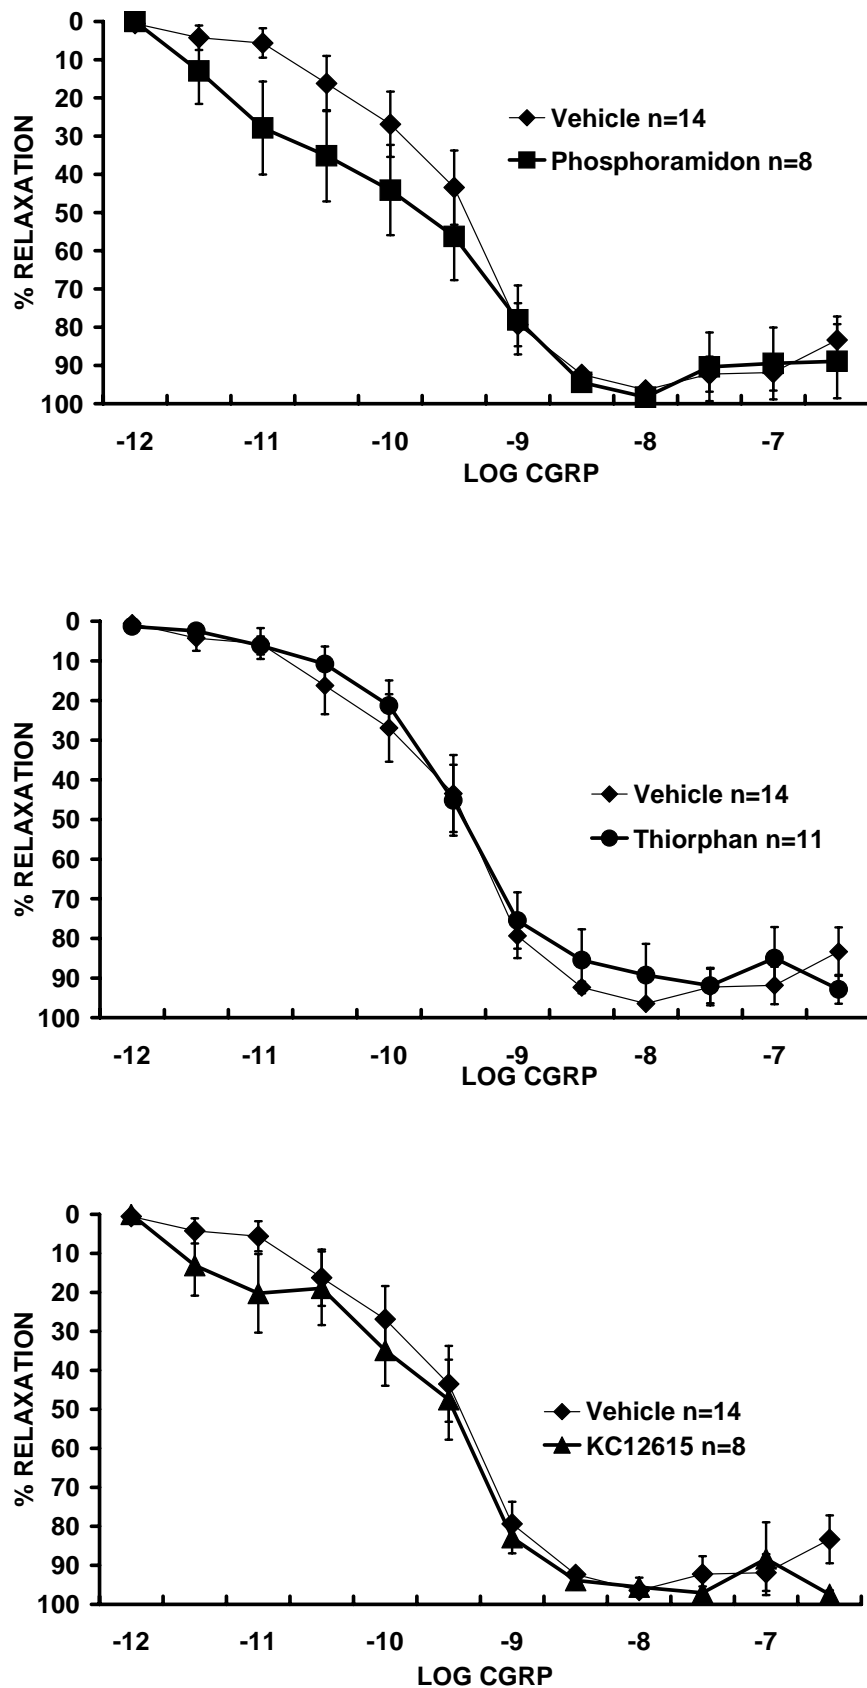 0
10
20
30
40
50
60
70
80
90
100
% RELAXATION
Vehicle n=14
Phosphoramidon n=8
-12 -11 -10 -9 -8 -7
LOG CGRP
0
10
20
30
40
50
60
70
80
90
100
% RELAXATION
Vehicle n=14
Thiorphan n=11
-12 -11 -10 -9 -8 -7
LOG CGRP
0
10
20
30
40
50
60
70
80
90
100
% RELAXATION
Vehicle n=14
KC12615 n=8
-12 -11 -10 -9 -8 -7
LOG CGRP